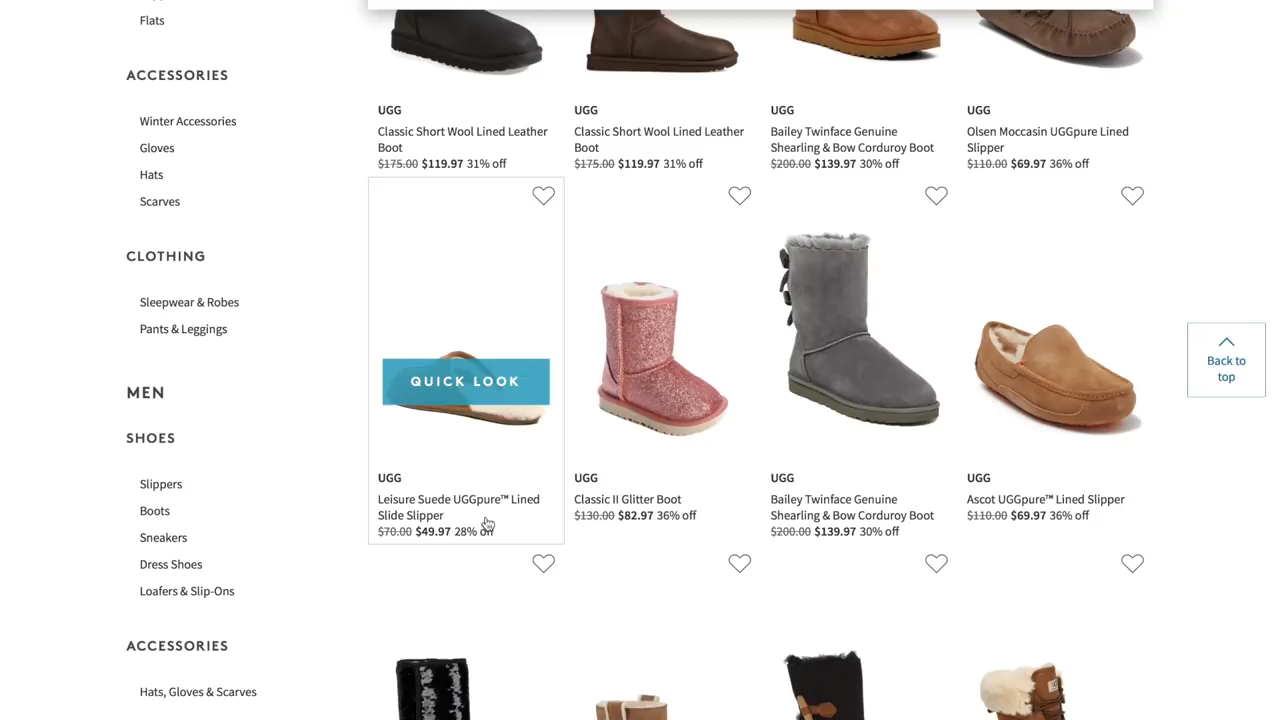 Flats
ACCESSORIES
Winter Accessories
Gloves
Hats
Scarves
CLOTHING
Sleepwear & Robes
Pants & Leggings
MEN
SHOES
Slippers
Boots
Sneakers
Dress Shoes
Loafers & Slip-Ons
ACCESSORIES
Hats, Gloves & Scarves
UGG
Classic Short Wool Lined Leather
Boot
$175.00 $119.97 31% off
UGG
Classic Short Wool Lined Leather
Boot
$175.00 $119.97 31% off
UGG
Bailey Twinface Genuine
Shearling & Bow Corduroy Boot
$200.00 $139.97 30% off
UGG
Olsen Moccasin UGGpure Lined
Slipper
$110.00 $69.97 36% off
QUICK LOOK
UGG
Leisure Suede UGGpure™ Lined
Slide Slipper
$70.00 $49.97 28% off
UGG
Classic II Glitter Boot
$130.00 $82.97 36% off
UGG
Bailey Twinface Genuine
Shearling & Bow Corduroy Boot
$200.00 $139.97 30% off
UGG
Ascot UGGpure™ Lined Slipper
$110.00 $69.97 36% off
Back to
top